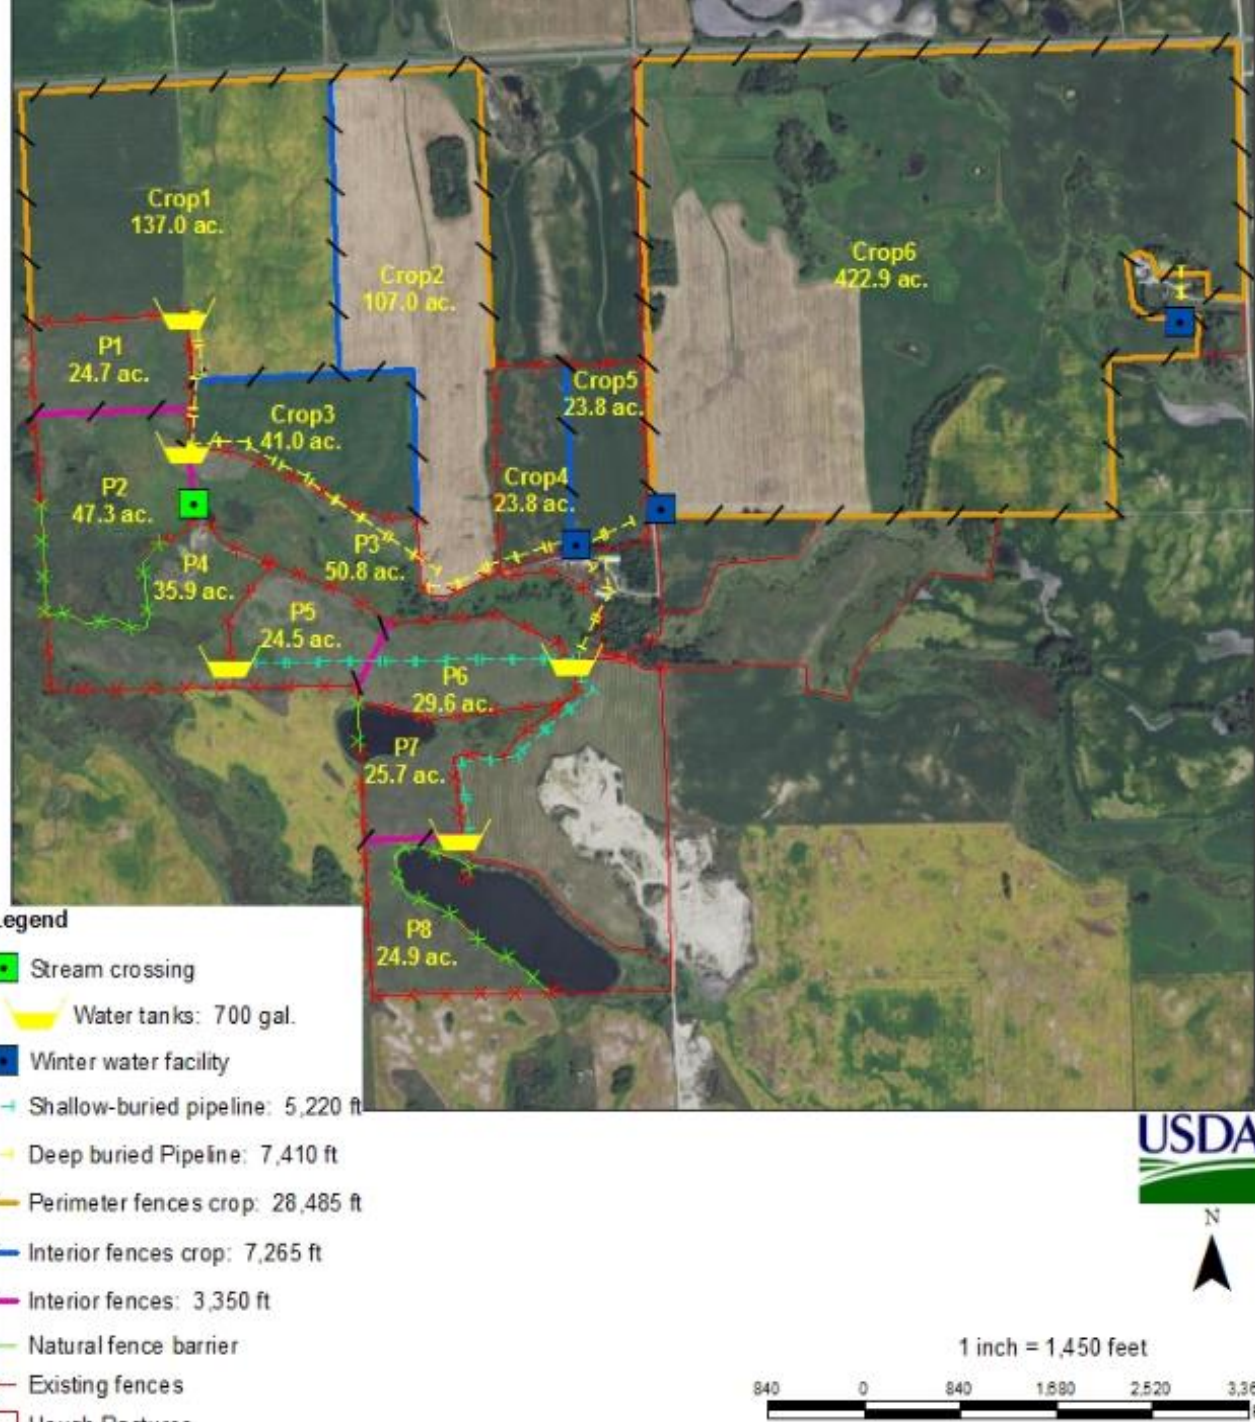 Crop1
137.0 ac.
Crop2
107.0 ac.
Crop6
422.9 ac.
P1
24.7 ac.
Crop5
23.8 ac.
Crop3
41.0 ac.
Crop4
23.8 ac.
P2
47.3 ac.
P3
50.8 ac.
P4
35.9 ac.
P5
24.5 ac.
P6
29.6 ac.
P7
25.7 ac.
P8
24.9 ac.
egend
Stream crossing
Water tanks: 700 gal.
Winter water facility
Shallow-buried pipeline: 5,220 ft
Deep buried Pipeline: 7,410 ft
Perimeter fences crop: 28,485 ft
Interior fences crop: 7,265 ft
Interior fences: 3,350 ft
Natural fence barrier
Existing fences
USDA
N
1 inch = 1,450 feet
840 0 840 1,680 2,520 3,36